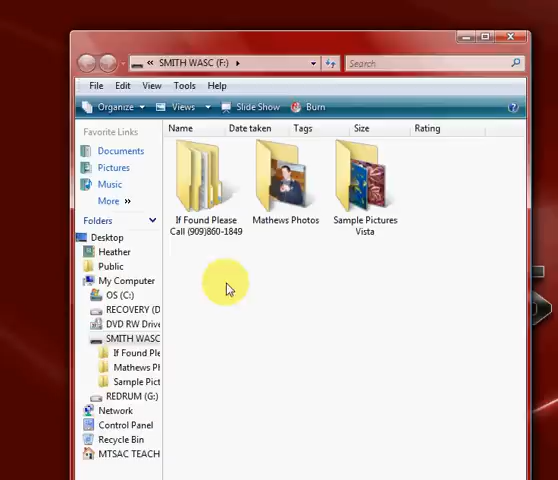 SMITH WASC (F:)
Search
File Edit View Tools Help
Organize Views Slide Show Burn
Favorite Links
Name Date taken Tags Size Rating
Documents
Pictures
Music
More
Folders
If Found Please
Call (909)860-1849
Mathews Photos
Sample Pictures
Vista
Desktop
Heather
Public
My Computer
OS (C:)
RECOVERY (D
DVD RW Drive
SMITH WASC
If Found Ple
Mathews Ph
Sample Pict
REDRUM (G:)
Network
Control Panel
Recycle Bin
MTSAC TEACH